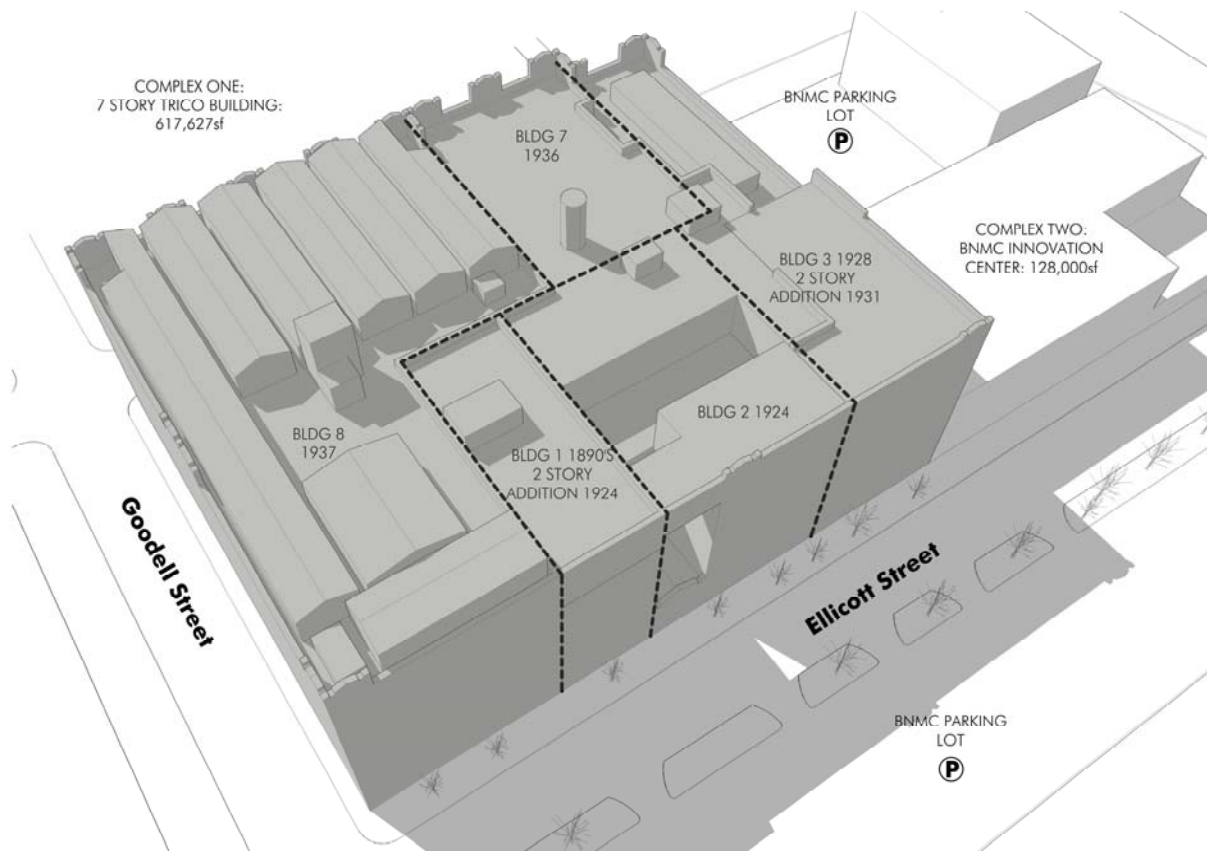 COMPLEX ONE:
7 STORY TRICO BUILDING:
617,627sf
BNMC PARKING
LOT
P
BLDG 7
1936
COMPLEX TWO:
BNMC INNOVATION
CENTER: 128,000sf
BLDG 3 1928
2 STORY
ADDITION 1931
BLDG 2 1924
BLDG 8
1937
BLDG 1 1890'S
2 STORY
ADDITION 1924
Goodell Street
Ellicott Street
BNMC PARKING
LOT
P